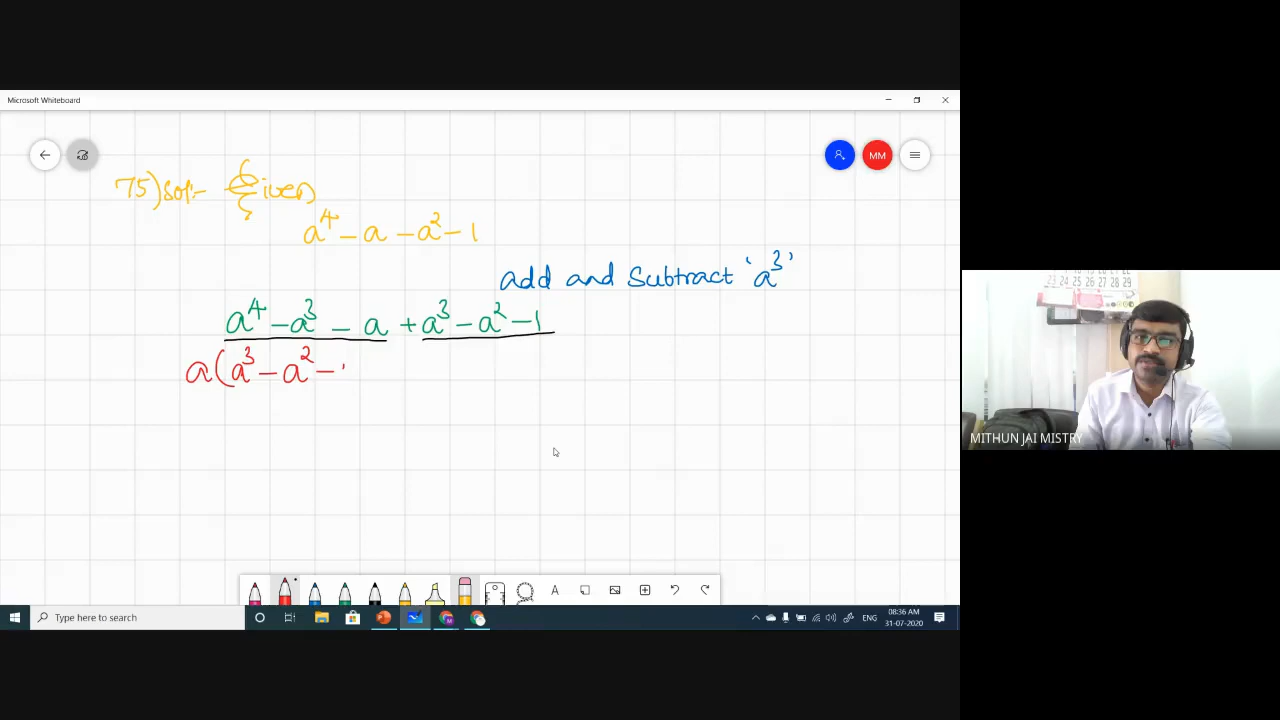 Microsoft Whiteboard
MM
75) Sol:- Given
a⁴ - a - a² - 1
add and subtract 'a³'
a⁴ - a³ - a + a³ - a² - 1
a(a³ - a² -
MITHUN JAI MISTRY
Type here to search
ENG
08:36 AM
31-07-2020